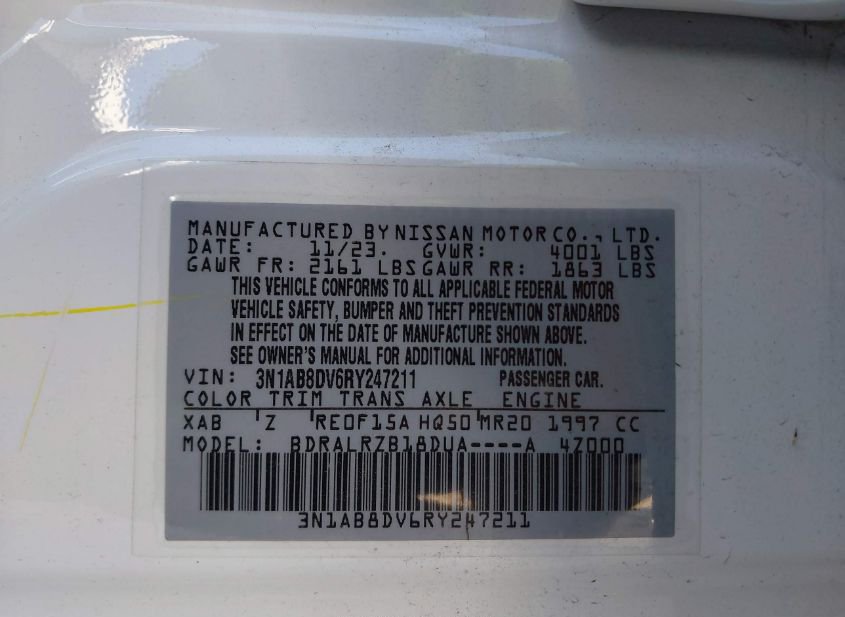 MANUFACTURED BY NISSAN MOTOR CO., LTD.
DATE: 11/23. GVWR: 4001 LBS
GAWR FR: 2161 LBS GAWR RR: 1863 LBS
THIS VEHICLE CONFORMS TO ALL APPLICABLE FEDERAL MOTOR
VEHICLE SAFETY, BUMPER AND THEFT PREVENTION STANDARDS
IN EFFECT ON THE DATE OF MANUFACTURE SHOWN ABOVE.
SEE OWNER'S MANUAL FOR ADDITIONAL INFORMATION.
VIN: 3N1AB8DV6RY247211 PASSENGER CAR.
COLOR TRIM TRANS AXLE ENGINE
XAB Z RE0F15A HQ50 MR20 1997 CC
MODEL: BDRALRZB18DUA----A 4Z000
3N1AB8DV6RY247211